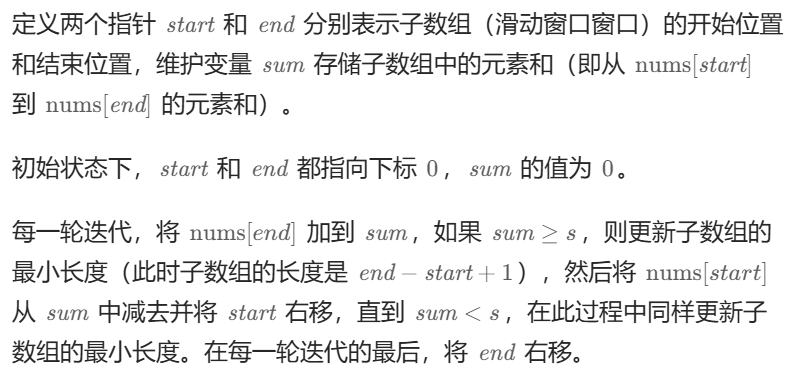 定义两个指针 start 和 end 分别表示子数组（滑动窗口窗口）的开始位置
和结束位置，维护变量 sum 存储子数组中的元素和（即从 nums[start]
到 nums[end] 的元素和）。
初始状态下，start 和 end 都指向下标 0，sum 的值为 0。
每一轮迭代，将 nums[end] 加到 sum，如果 sum ≥ s，则更新子数组的
最小长度（此时子数组的长度是 end − start + 1），然后将 nums[start]
从 sum 中减去并将 start 右移，直到 sum < s，在此过程中同样更新子
数组的最小长度。在每一轮迭代的最后，将 end 右移。